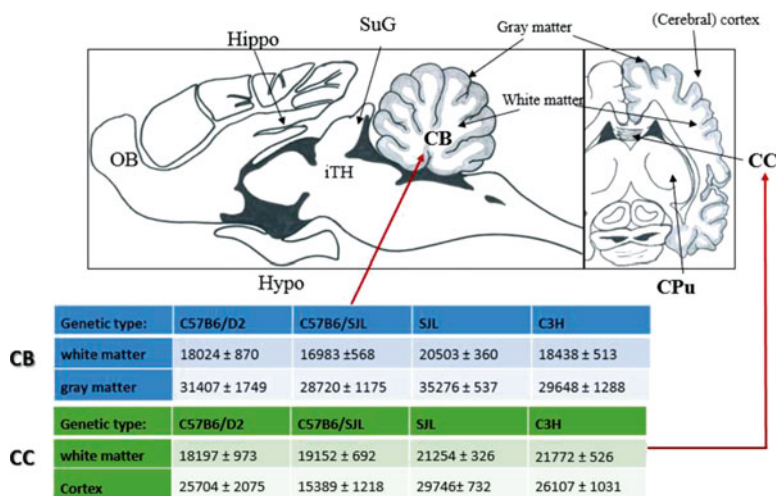 (Cerebral) cortex
SuG
Gray matter
Hippo
White matter
CB
CC
OB
iTH
CPu
Hypo
CB
Genetic type: C57B6/D2 C57B6/SJL SJL C3H
white matter 18024 ± 870 16983 ±568 20503 ± 360 18438 ± 513
gray matter 31407 ± 1749 28720 ± 1175 35276 ± 537 29648 ± 1288
CC
Genetic type: C57B6/D2 C57B6/SJL SJL C3H
white matter 18197 ± 973 19152 ± 692 21254 ± 326 21772 ± 526
Cortex 25704 ± 2075 15389 ± 1218 29746± 732 26107 ± 1031